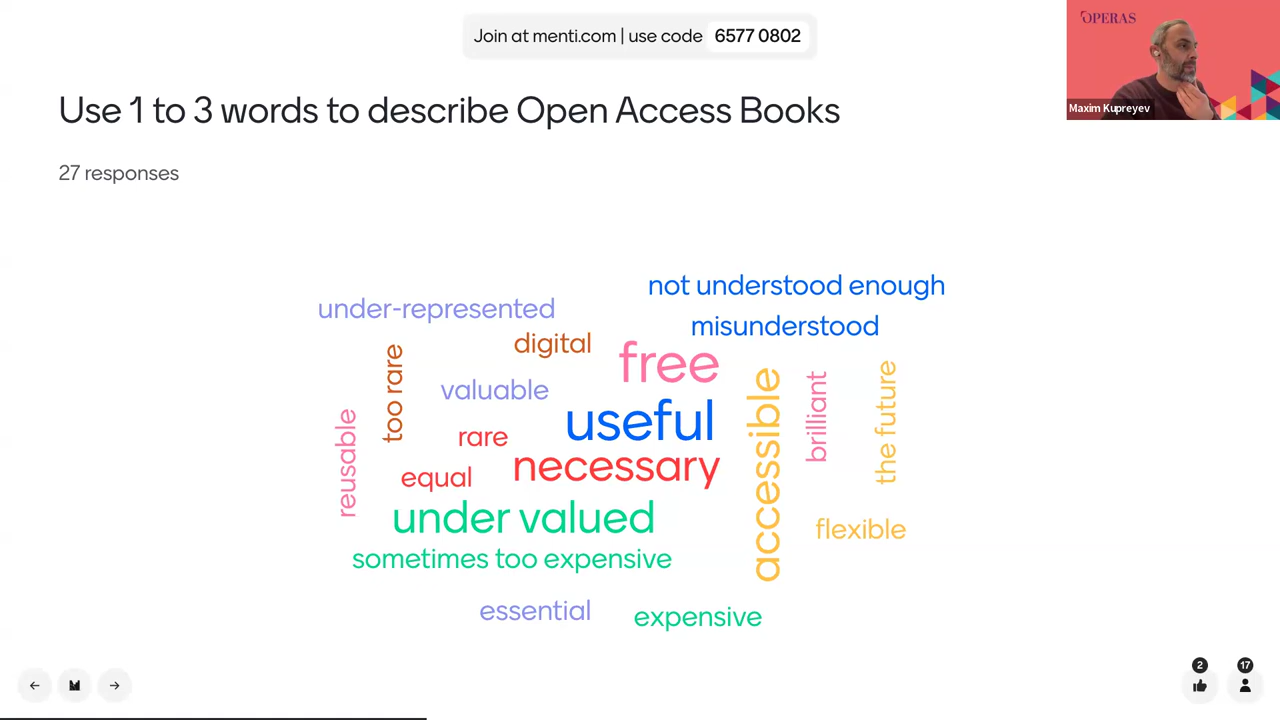 Join at menti.com | use code 6577 0802
OPERAS
Maxim Kupreyev
Use 1 to 3 words to describe Open Access Books
27 responses
not understood enough
under-represented
misunderstood
digital
free
too rare
valuable
accessible
brilliant
the future
useful
reusable
rare
necessary
equal
under valued
flexible
sometimes too expensive
essential
expensive
2
17